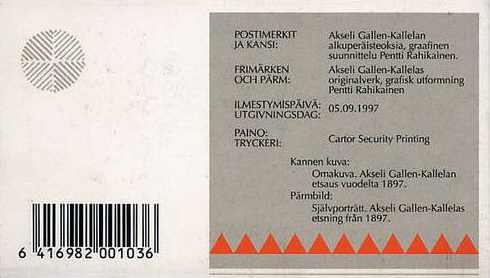 POSTIMERKIT Akseli Gallen-Kallelan
JA KANSI: alkuperäisteoksia, graafinen
suunnittelu Pentti Rahikainen.
FRIMÄRKEN Akseli Gallen-Kallelas
OCH PÄRM: originalverk, grafisk utformning
Pentti Rahikainen
ILMESTYMISPÄIVÄ: 05.09.1997
UTGIVNINGSDAG:
PAINO: Cartor Security Printing
TRYCKERI:
Kannen kuva:
Omakuva. Akseli Gallen-Kallelan
etsaus vuodelta 1897.
Pärmbild:
Självporträtt. Akseli Gallen-Kallelas
etsning från 1897.
6 416982 001036